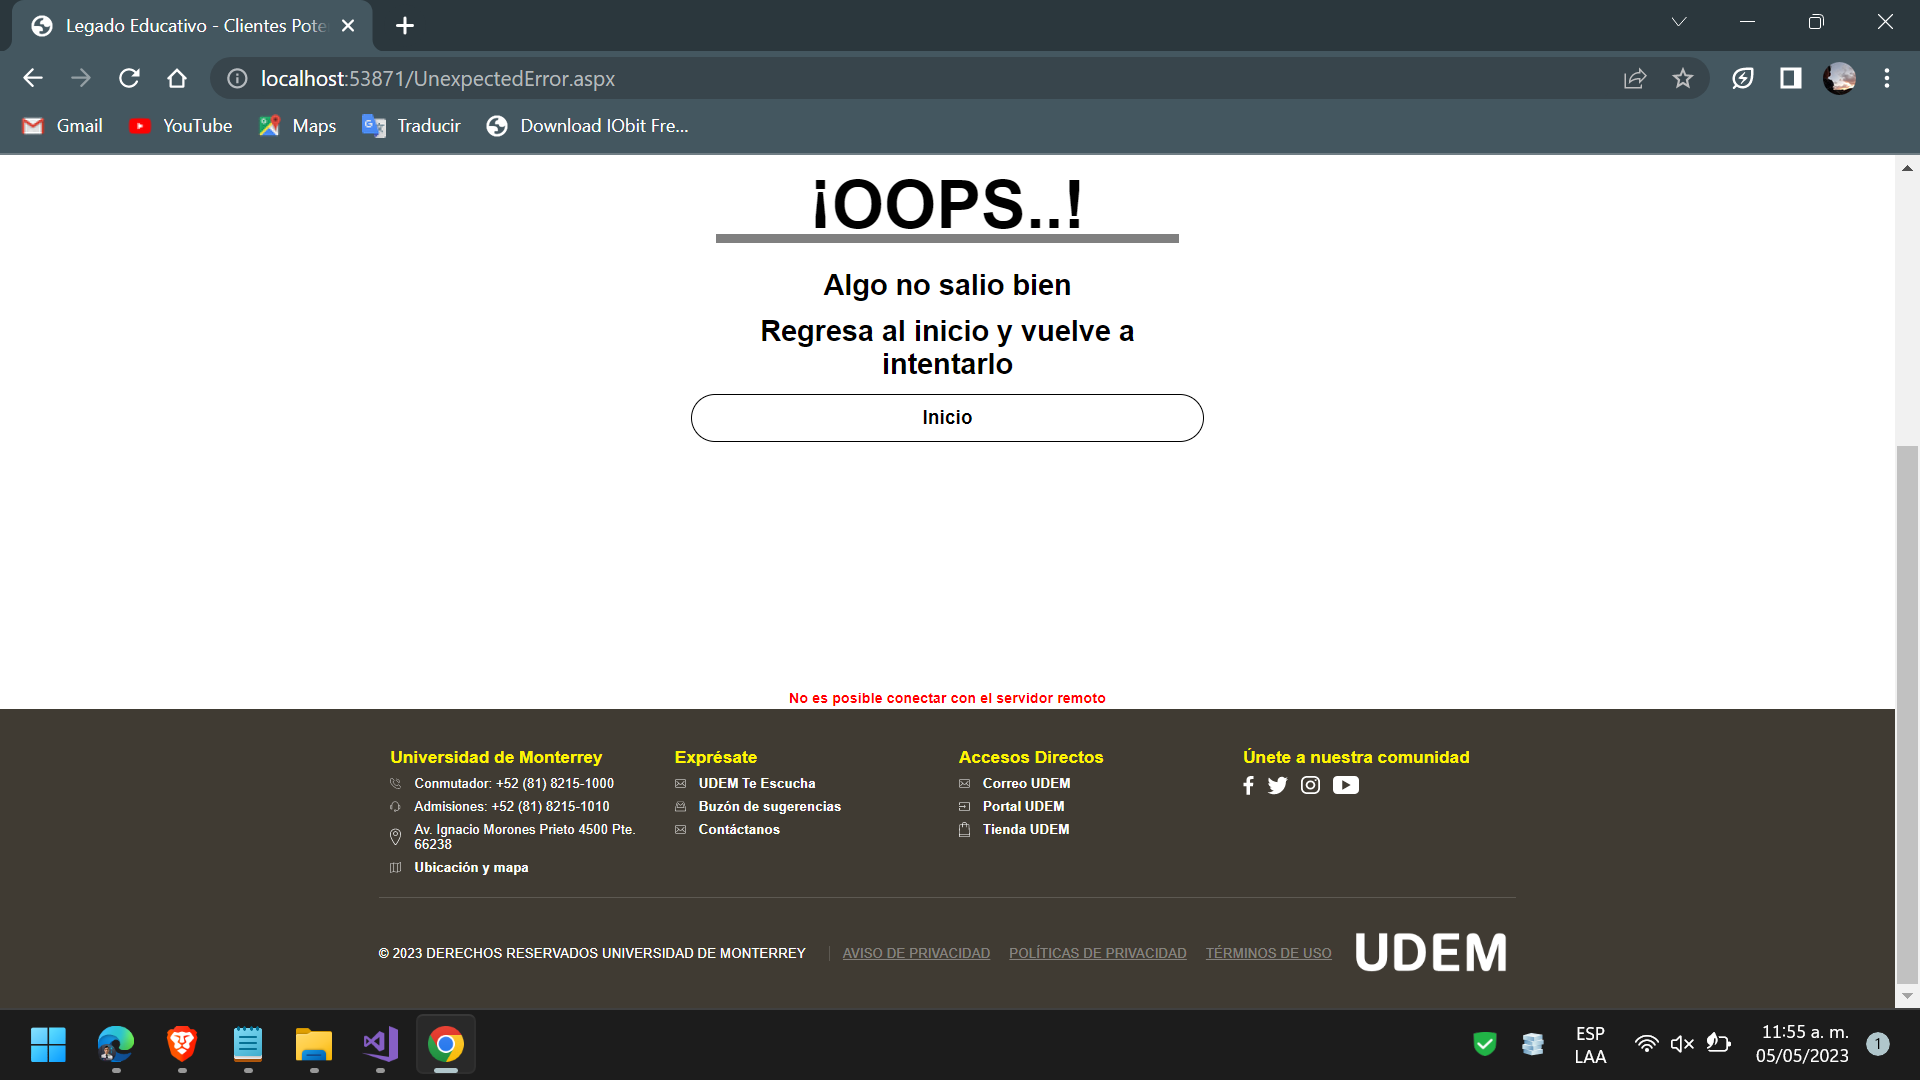 Legado Educativo - Clientes Pote
localhost:53871/UnexpectedError.aspx
Gmail
YouTube
Maps
Traducir
Download IObit Fre...
¡OOPS..!
Algo no salio bien
Regresa al inicio y vuelve a
intentarlo
Inicio
No es posible conectar con el servidor remoto
Universidad de Monterrey
Conmutador: +52 (81) 8215-1000
Admisiones: +52 (81) 8215-1010
Av. Ignacio Morones Prieto 4500 Pte.
66238
Ubicación y mapa
Exprésate
UDEM Te Escucha
Buzón de sugerencias
Contáctanos
Accesos Directos
Correo UDEM
Portal UDEM
Tienda UDEM
Únete a nuestra comunidad
© 2023 DERECHOS RESERVADOS UNIVERSIDAD DE MONTERREY
AVISO DE PRIVACIDAD
POLÍTICAS DE PRIVACIDAD
TÉRMINOS DE USO
UDEM
ESP
LAA
11:55 a. m.
05/05/2023
1